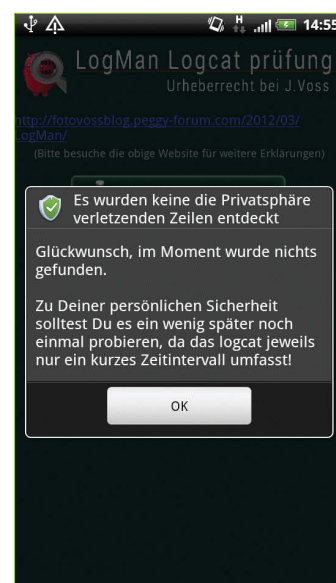 H 14:55
LogMan Logcat prüfung
Urheberrecht bei J.Voss
http://fotovossblog.peggy-forum.com/2012/03/
LogMan/
(Bitte besuche die obige Website für weitere Erklärungen)
Es wurden keine die Privatsphäre
verletzenden Zeilen entdeckt
Glückwunsch, im Moment wurde nichts
gefunden.
Zu Deiner persönlichen Sicherheit
solltest Du es ein wenig später noch
einmal probieren, da das logcat jeweils
nur ein kurzes Zeitintervall umfasst!
OK